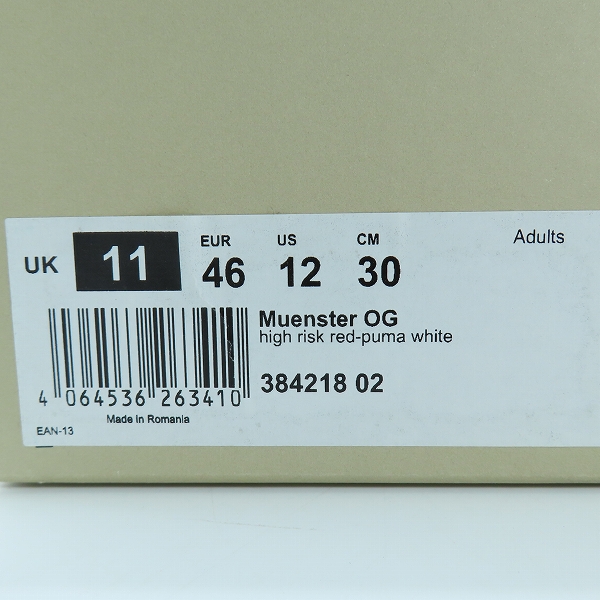 EUR US CM Adults
UK 11 46 12 30
Muenster OG
high risk red-puma white
384218 02
4 064536 263410
Made in Romania
EAN-13